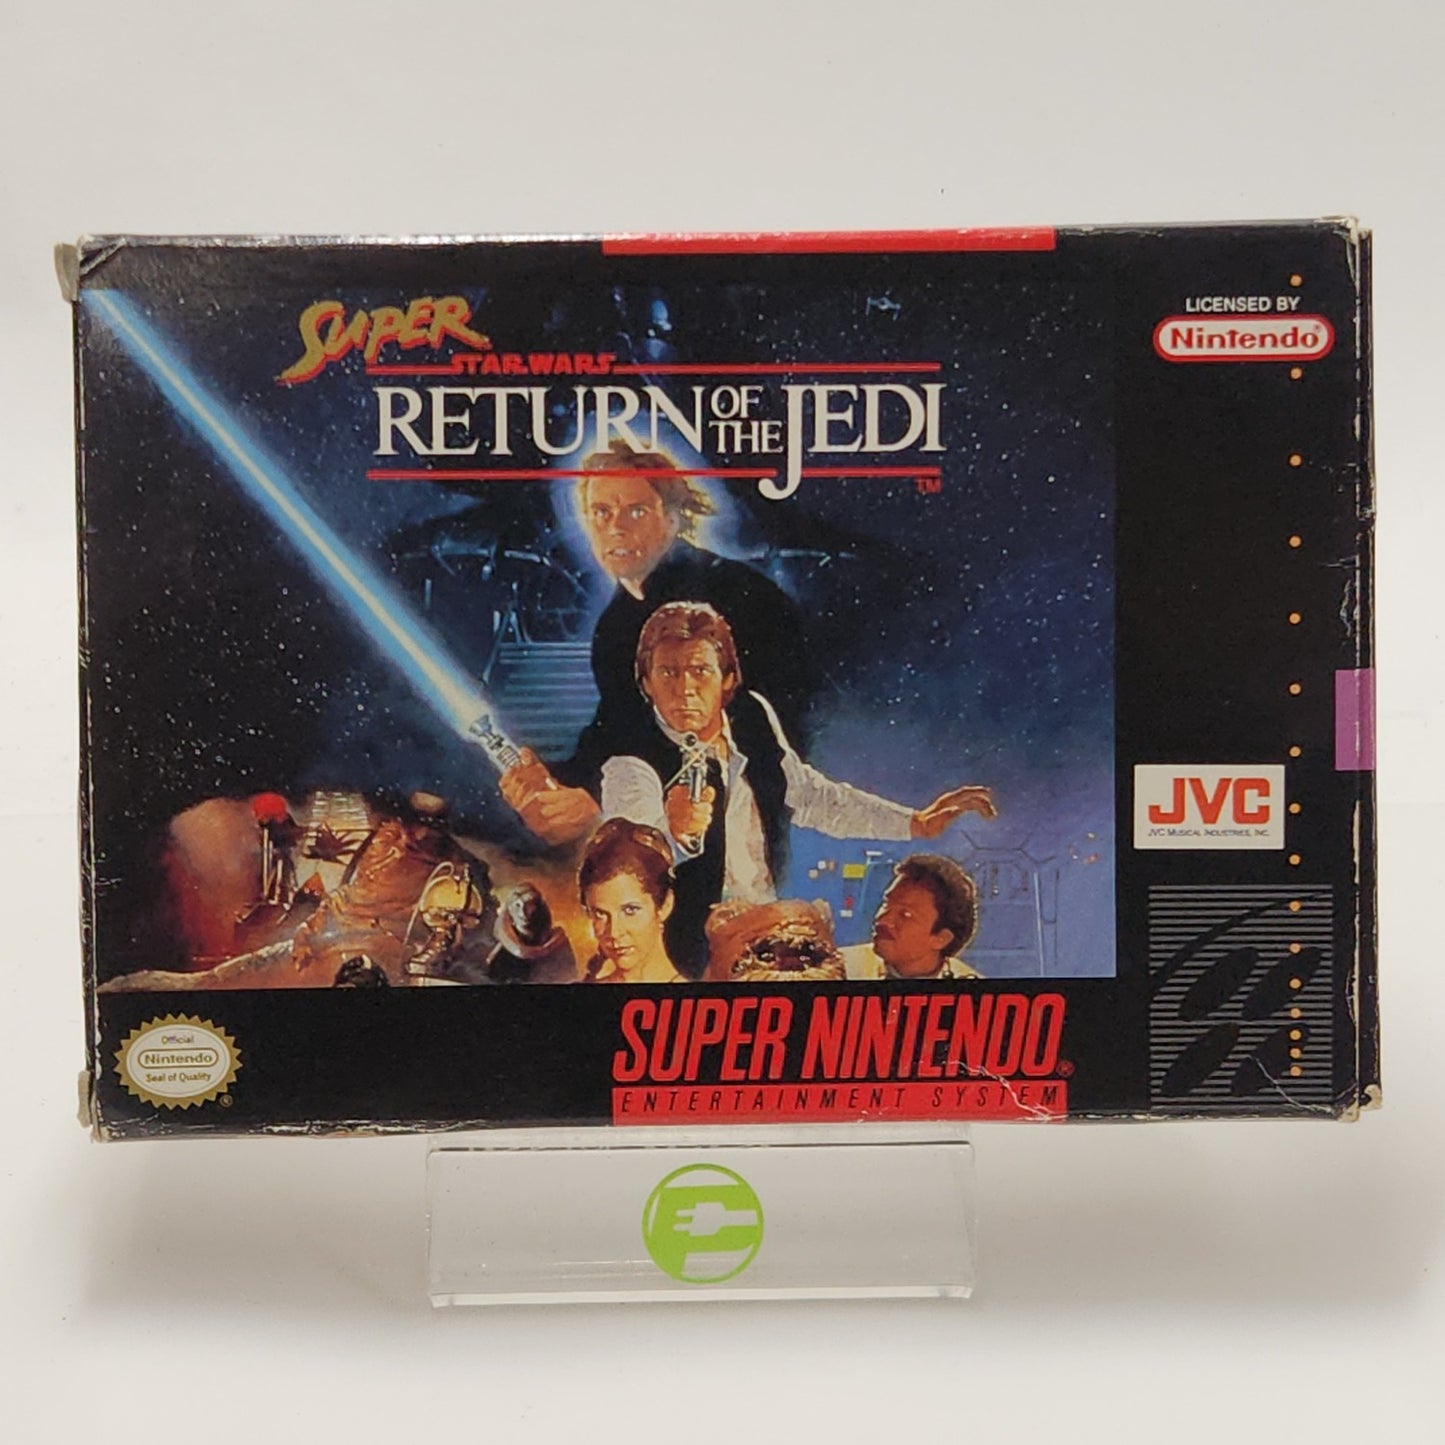 SUPER
STAR WARS
RETURN OF THE JEDI
TM
LICENSED BY
Nintendo®
JVC
JVC MUSICAL INDUSTRIES, INC.
Official
Nintendo
Seal of Quality
®
SUPER NINTENDO®
ENTERTAINMENT SYSTEM